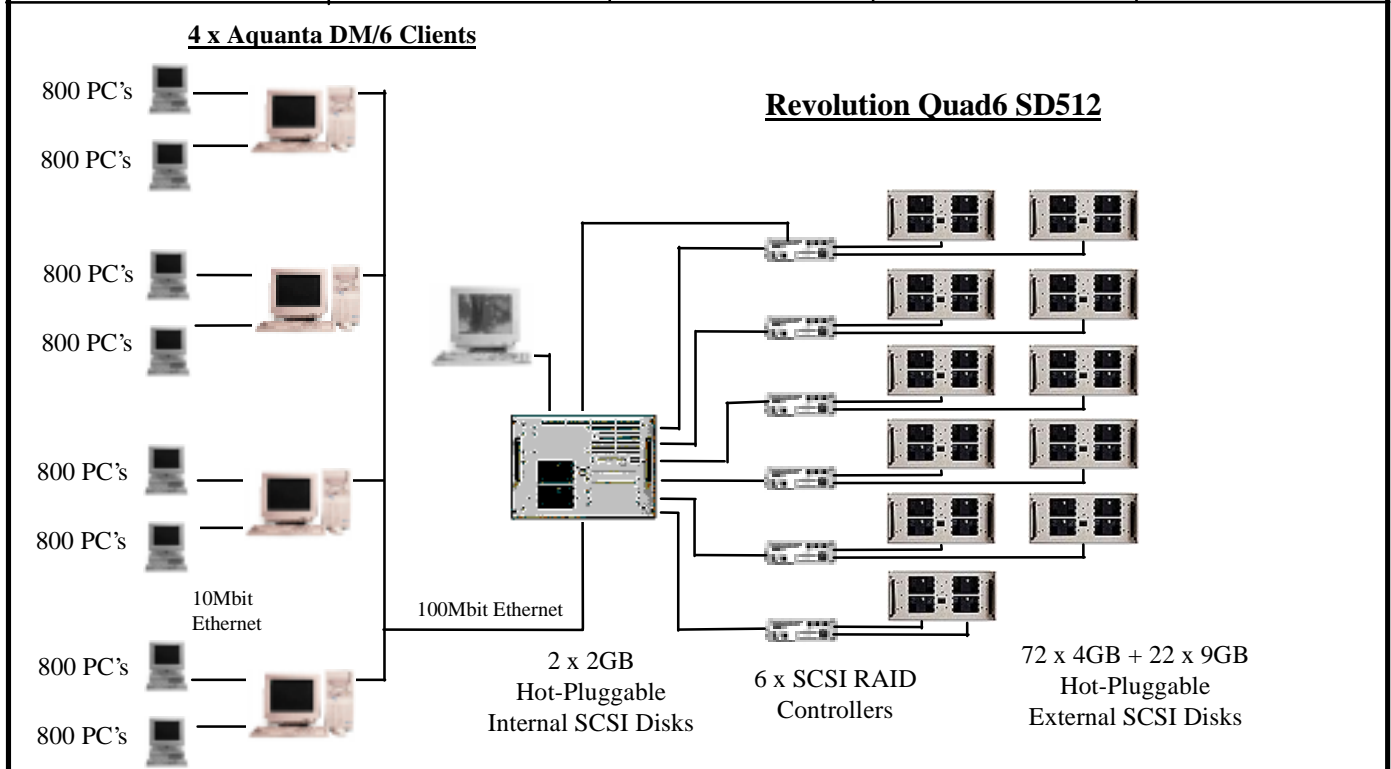 4 x Aquanta DM/6 Clients
800 PC's
Revolution Quad6 SD512
800 PC's
800 PC's
800 PC's
800 PC's
800 PC's
10Mbit
Ethernet
100Mbit Ethernet
800 PC's
800 PC's
2 x 2GB
Hot-Pluggable
Internal SCSI Disks
6 x SCSI RAID
Controllers
72 x 4GB + 22 x 9GB
Hot-Pluggable
External SCSI Disks